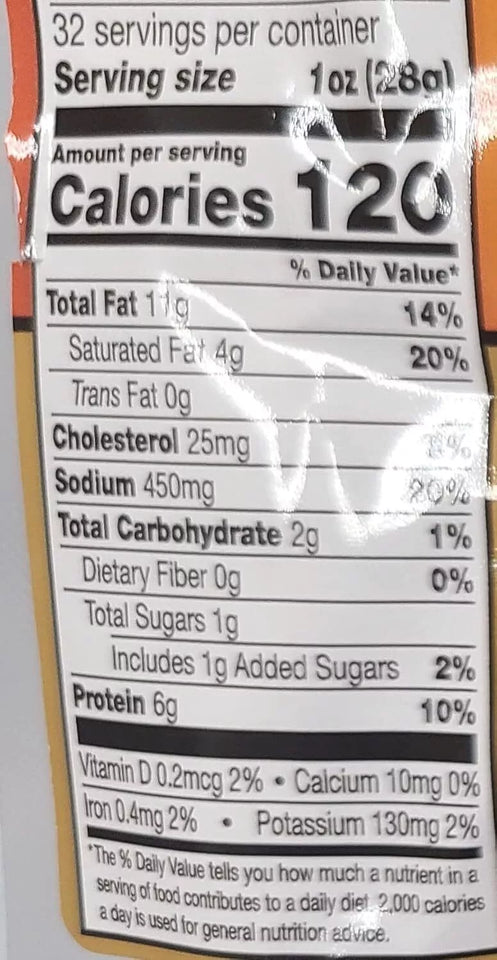 32 servings per container
Serving size 1 oz (28g)
Amount per serving
Calories 120
% Daily Value*
Total Fat 11g 14%
Saturated Fat 4g 20%
Trans Fat 0g
Cholesterol 25mg 8%
Sodium 450mg 20%
Total Carbohydrate 2g 1%
Dietary Fiber 0g 0%
Total Sugars 1g
Includes 1g Added Sugars 2%
Protein 6g 10%
Vitamin D 0.2mcg 2% • Calcium 10mg 0%
Iron 0.4mg 2% • Potassium 130mg 2%
*The % Daily Value tells you how much a nutrient in a
serving of food contributes to a daily diet. 2,000 calories
a day is used for general nutrition advice.